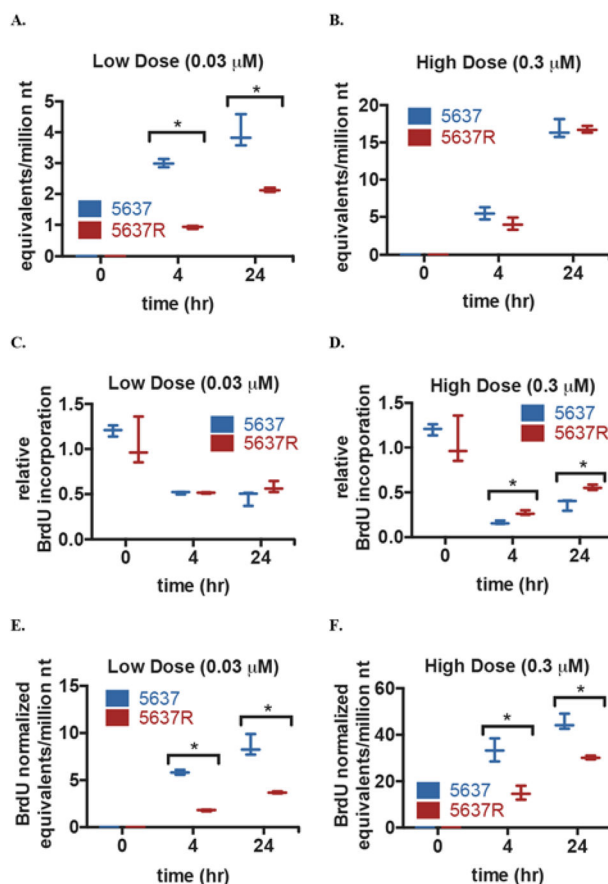 A.
Low Dose (0.03 μM)
equivalents/million nt
5
4
3
2
1
0
*
*
5637
5637R
0
4
24
time (hr)
B.
High Dose (0.3 μM)
equivalents/million nt
20
15
10
5
0
5637
5637R
0
4
24
time (hr)
C.
Low Dose (0.03 μM)
relative
BrdU incorporation
1.5
1.0
0.5
0.0
5637
5637R
0
4
24
time (hr)
D.
High Dose (0.3 μM)
relative
BrdU incorporation
1.5
1.0
0.5
0.0
5637
5637R
*
*
0
4
24
time (hr)
E.
Low Dose (0.03 μM)
BrdU normalized
equivalents/million nt
15
10
5
0
5637
5637R
*
*
0
4
24
time (hr)
F.
High Dose (0.3 μM)
BrdU normalized
equivalents/million nt
60
40
20
0
*
*
5637
5637R
0
4
24
time (hr)